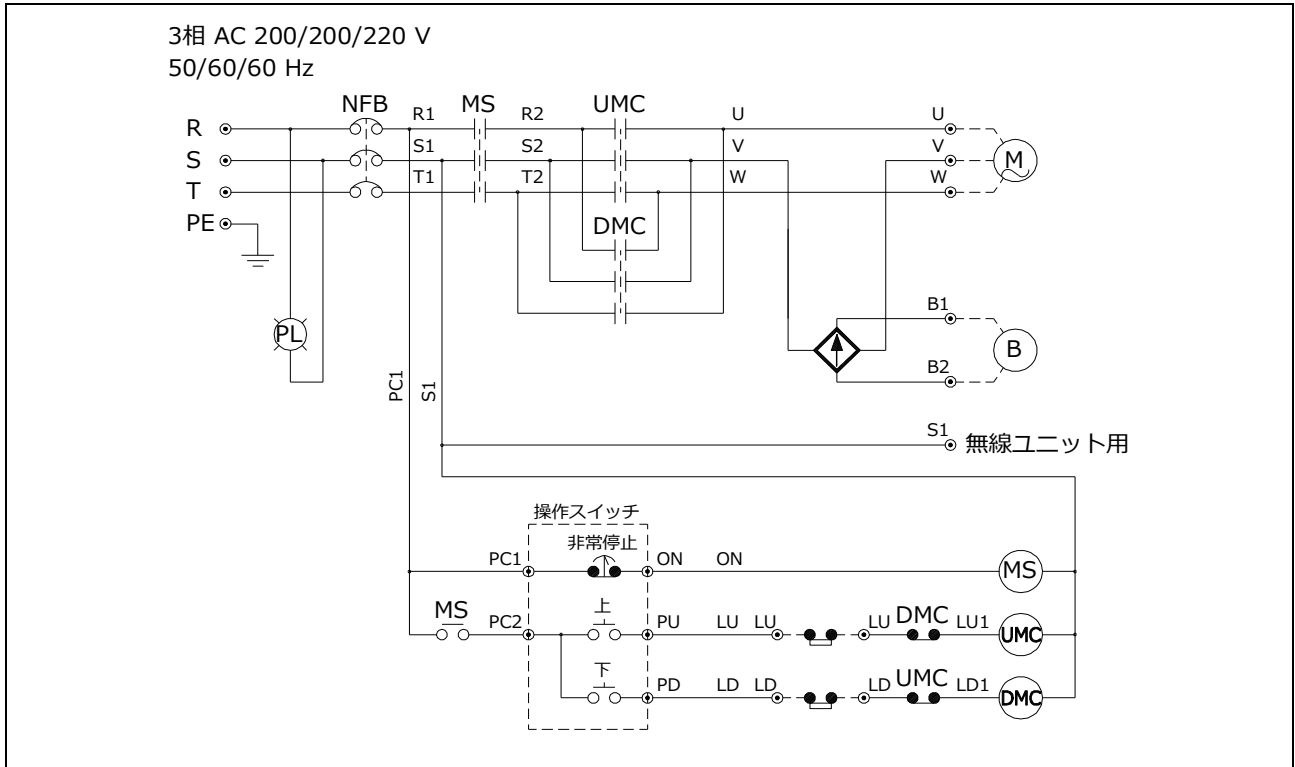 3相 AC 200/200/220 V
50/60/60 Hz
NFB MS UMC
R R1 R2 U U
S S1 S2 V V M
T T1 T2 W W
PE DMC
B1
PL B
B2
PC1 S1
S1 無線ユニット用
操作スイッチ
非常停止
PC1 ON ON MS
MS PC2 上 PU LU LU LU DMC LU1 UMC
下 PD LD LD LD UMC LD1 DMC